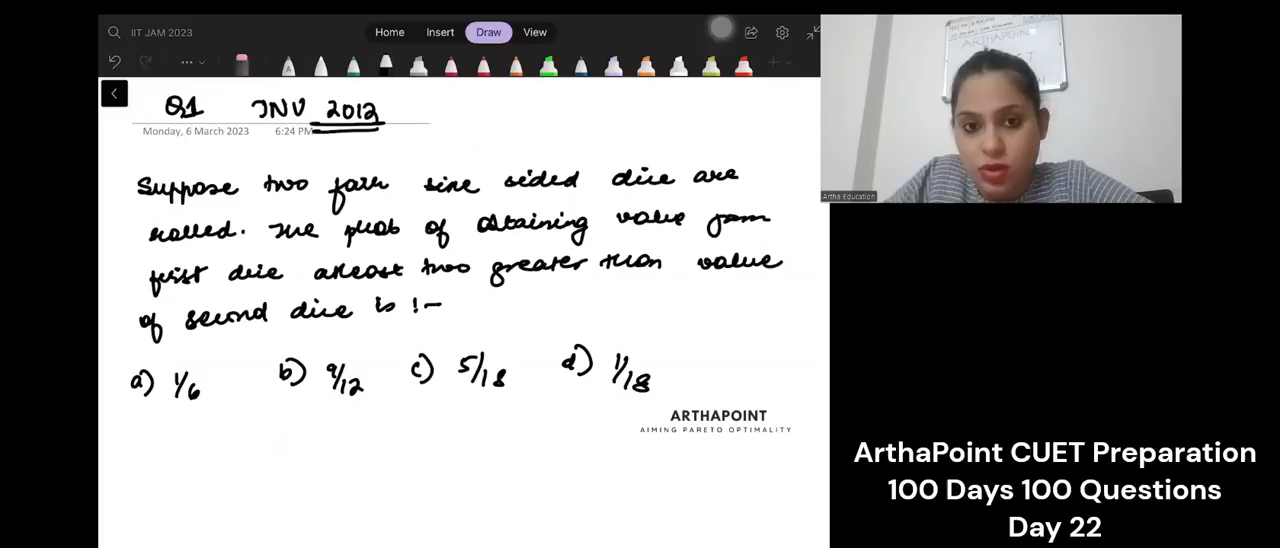 IIT JAM 2023
Home Insert Draw View
Q1 JNU 2012
Monday, 6 March 2023 6:24 PM
Suppose two fair six sided dice are
rolled. The prob of obtaining value from
first dice atleast two greater than value
of second dice is :-
a) 1/6 b) 9/12 c) 5/18 d) 1/18
ARTHAPOINT
AIMING PARETO OPTIMALITY
ARTHAPOINT
Artha Education
ArthaPoint CUET Preparation
100 Days 100 Questions
Day 22